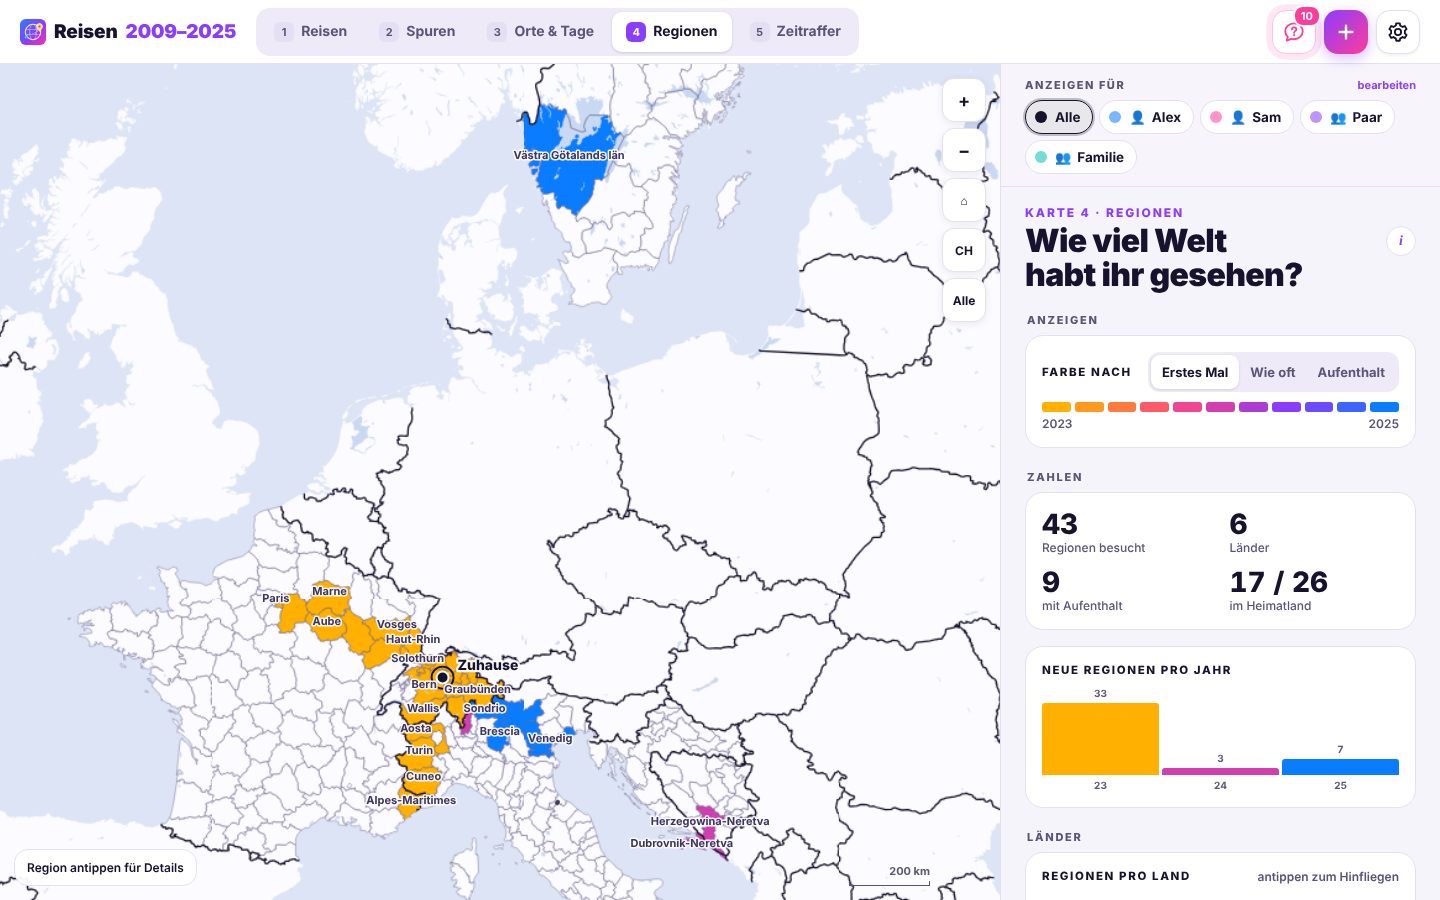 Reisen 2009–2025
1 Reisen
2 Spuren
3 Orte & Tage
4 Regionen
5 Zeitraffer
10
?
+
+
−
⌂
CH
Alle
Västra Götalands län
Paris
Marne
Aube
Vosges
Haut-Rhin
Solothurn
Zuhause
Bern
Graubünden
Wallis
Sondrio
Aosta
Brescia
Venedig
Turin
Cuneo
Alpes-Maritimes
Herzegowina-Neretva
Dubrovnik-Neretva
Region antippen für Details
200 km
ANZEIGEN FÜR
bearbeiten
Alle
Alex
Sam
Paar
Familie
KARTE 4 · REGIONEN
Wie viel Welt
habt ihr gesehen?
i
ANZEIGEN
FARBE NACH
Erstes Mal
Wie oft
Aufenthalt
2023
2025
ZAHLEN
43
Regionen besucht
6
Länder
9
mit Aufenthalt
17 / 26
im Heimatland
NEUE REGIONEN PRO JAHR
33
3
7
23
24
25
LÄNDER
REGIONEN PRO LAND
antippen zum Hinfliegen